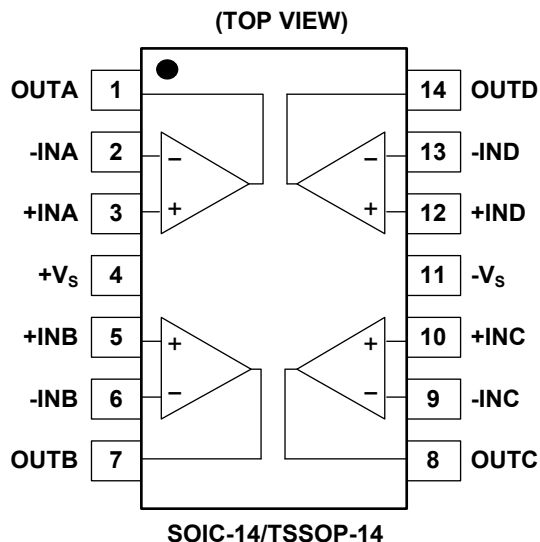 (TOP VIEW)
OUTA 1 14 OUTD
-INA 2 − − 13 -IND
+INA 3 + + 12 +IND
+VS 4 11 -VS
+INB 5 + + 10 +INC
-INB 6 − − 9 -INC
OUTB 7 8 OUTC
SOIC-14/TSSOP-14